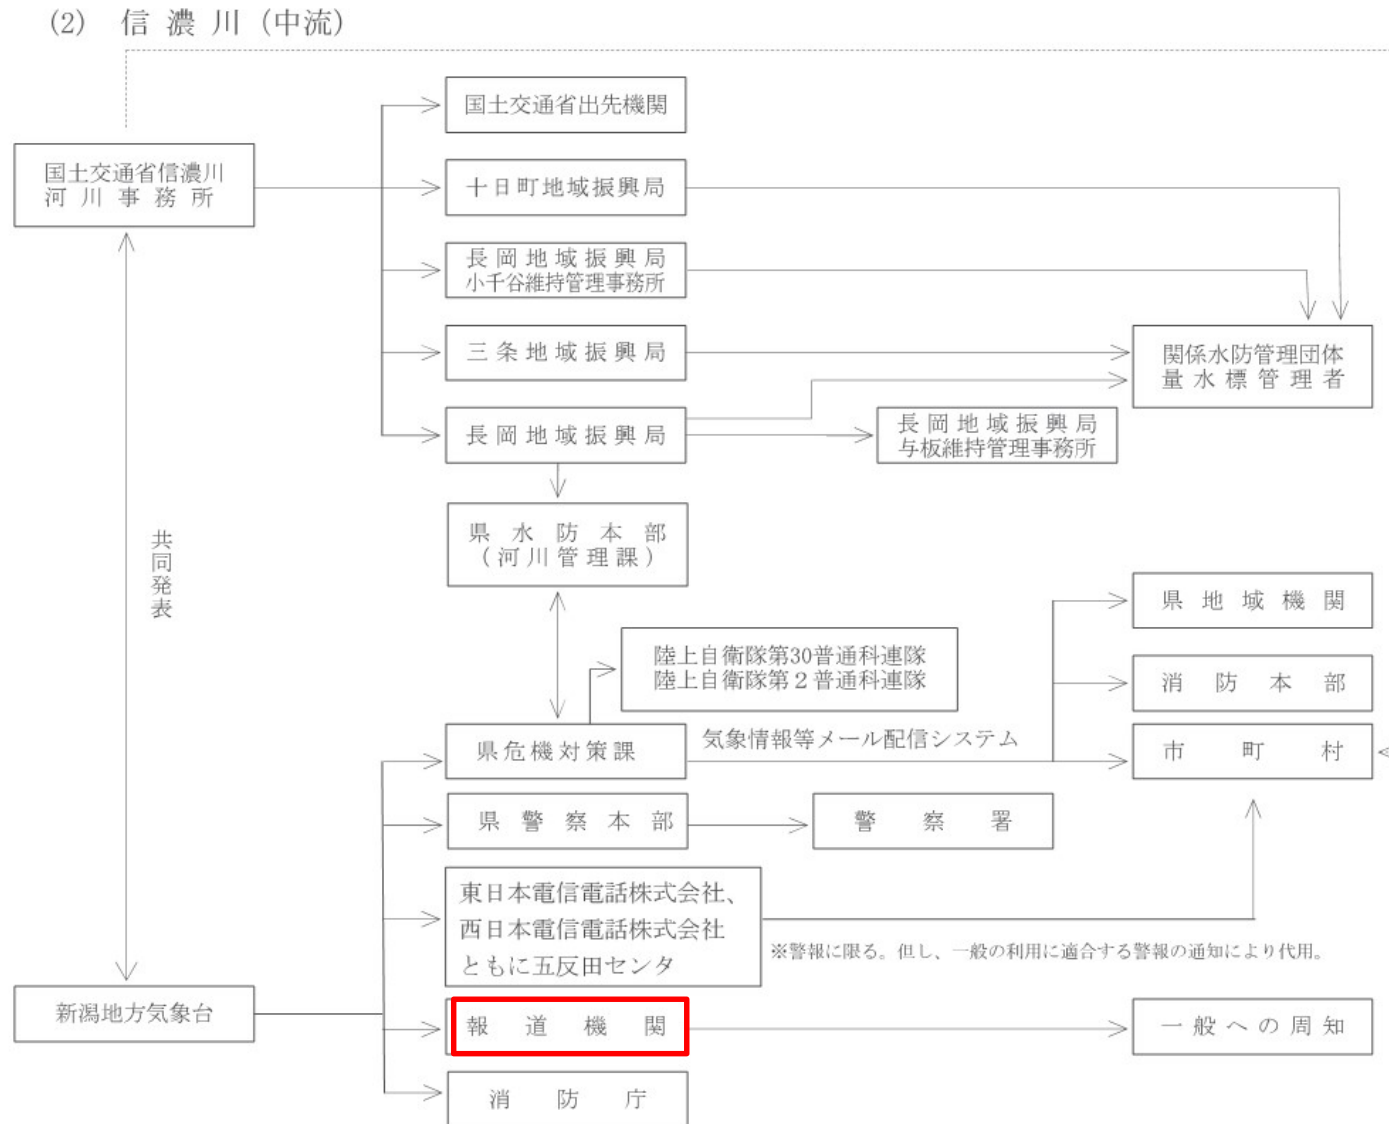 (2) 信濃川(中流)
国土交通省出先機関
国土交通省信濃川
河川事務所
十日町地域振興局
長岡地域振興局
小千谷維持管理事務所
三条地域振興局
関係水防管理団体
量水標管理者
長岡地域振興局
長岡地域振興局
与板維持管理事務所
県水防本部
(河川管理課)
共同発表
県地域機関
陸上自衛隊第30普通科連隊
陸上自衛隊第2普通科連隊
消防本部
県危機対策課
気象情報等メール配信システム
市町村
県警察本部
警察署
東日本電信電話株式会社、
西日本電信電話株式会社
ともに五反田センタ
※警報に限る。但し、一般の利用に適合する警報の通知により代用。
新潟地方気象台
報道機関
一般への周知
消防庁